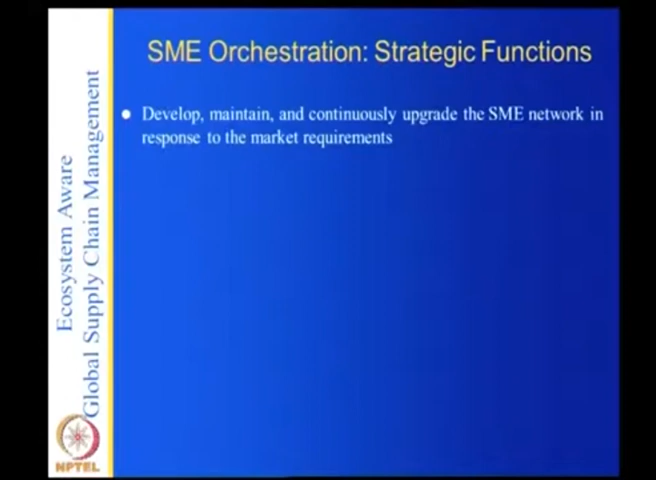 SME Orchestration: Strategic Functions
Develop, maintain, and continuously upgrade the SME network in
response to the market requirements
Ecosystem Aware
Global Supply Chain Management
NPTEL